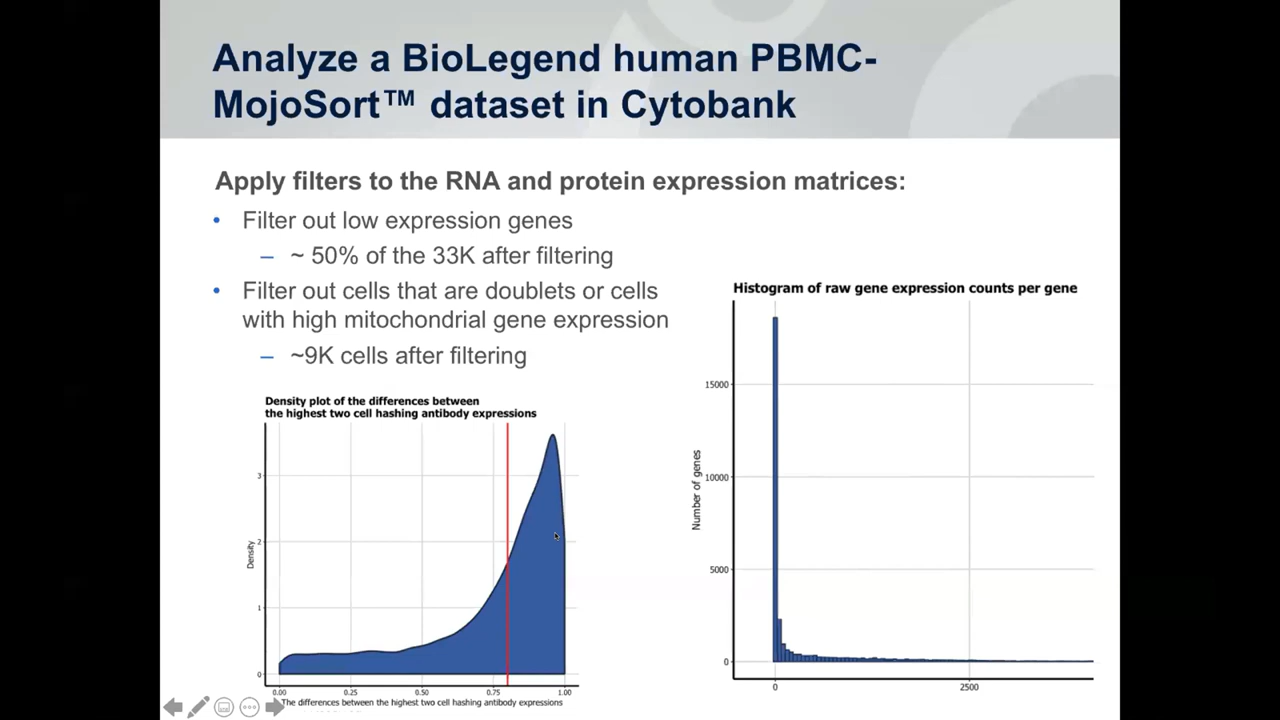 Analyze a BioLegend human PBMC-
MojoSort™ dataset in Cytobank
Apply filters to the RNA and protein expression matrices:
• Filter out low expression genes
– ~ 50% of the 33K after filtering
• Filter out cells that are doublets or cells
with high mitochondrial gene expression
– ~9K cells after filtering
Density plot of the differences between
the highest two cell hashing antibody expressions
Density
3
2
1
0
0.00 0.25 0.50 0.75 1.00
The differences between the highest two cell hashing antibody expressions
Histogram of raw gene expression counts per gene
Number of genes
15000
10000
5000
0
0 2500